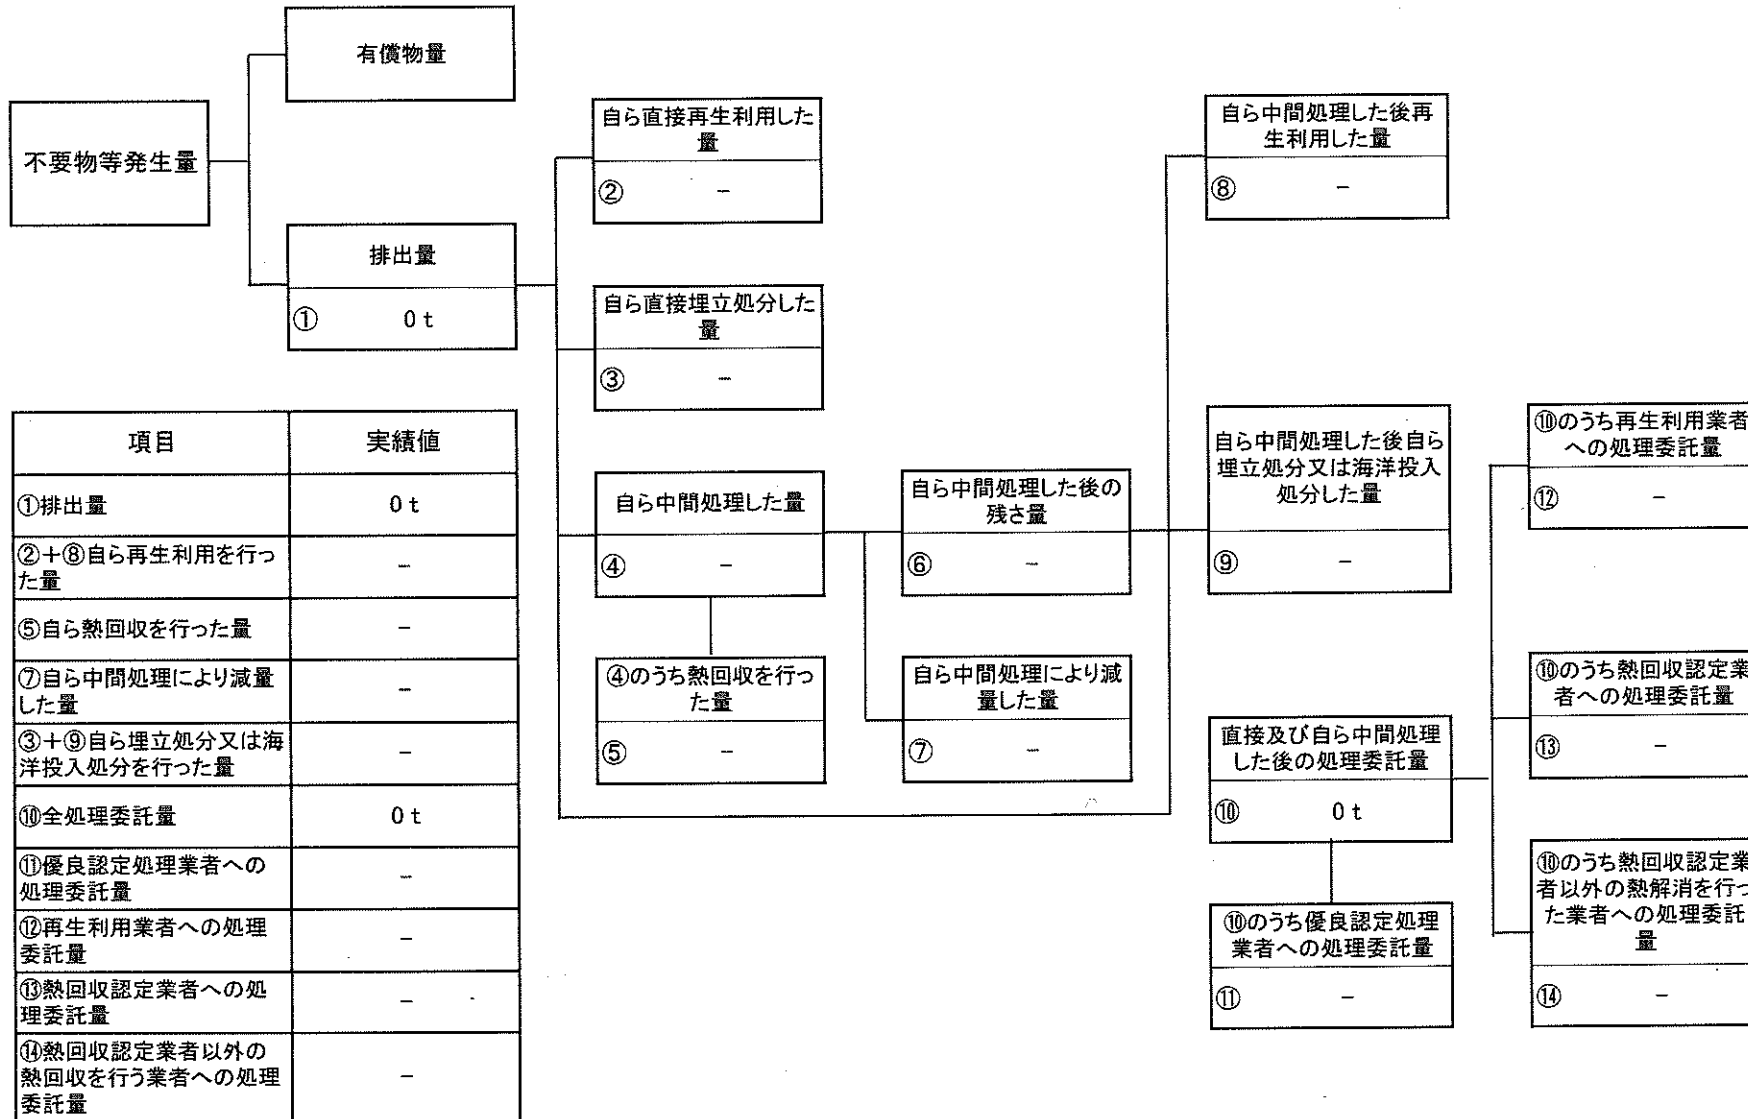 有償物量
不要物等発生量
排出量
① 0 t
自ら直接再生利用した
量
② −
自ら直接埋立処分した
量
③ −
自ら中間処理した量
④ −
④のうち熱回収を行っ
た量
⑤ −
自ら中間処理した後の
残さ量
⑥ −
自ら中間処理により減
量した量
⑦ −
自ら中間処理した後再
生利用した量
⑧ −
自ら中間処理した後自ら
埋立処分又は海洋投入
処分した量
⑨ −
直接及び自ら中間処理
した後の処理委託量
⑩ 0 t
⑩のうち優良認定処理
業者への処理委託量
⑪ −
⑩のうち再生利用業者
への処理委託量
⑫ −
⑩のうち熱回収認定業
者への処理委託量
⑬ −
⑩のうち熱回収認定業
者以外の熱解消を行っ
た業者への処理委託
量
⑭ −
項目 実績値
①排出量 0 t
②+⑧自ら再生利用を行っ
た量 −
⑤自ら熱回収を行った量 −
⑦自ら中間処理により減量
した量 −
③+⑨自ら埋立処分又は海
洋投入処分を行った量 −
⑩全処理委託量 0 t
⑪優良認定処理業者への
処理委託量 −
⑫再生利用業者への処理
委託量 −
⑬熱回収認定業者への処
理委託量 −
⑭熱回収認定業者以外の
熱回収を行う業者への処理
委託量 −